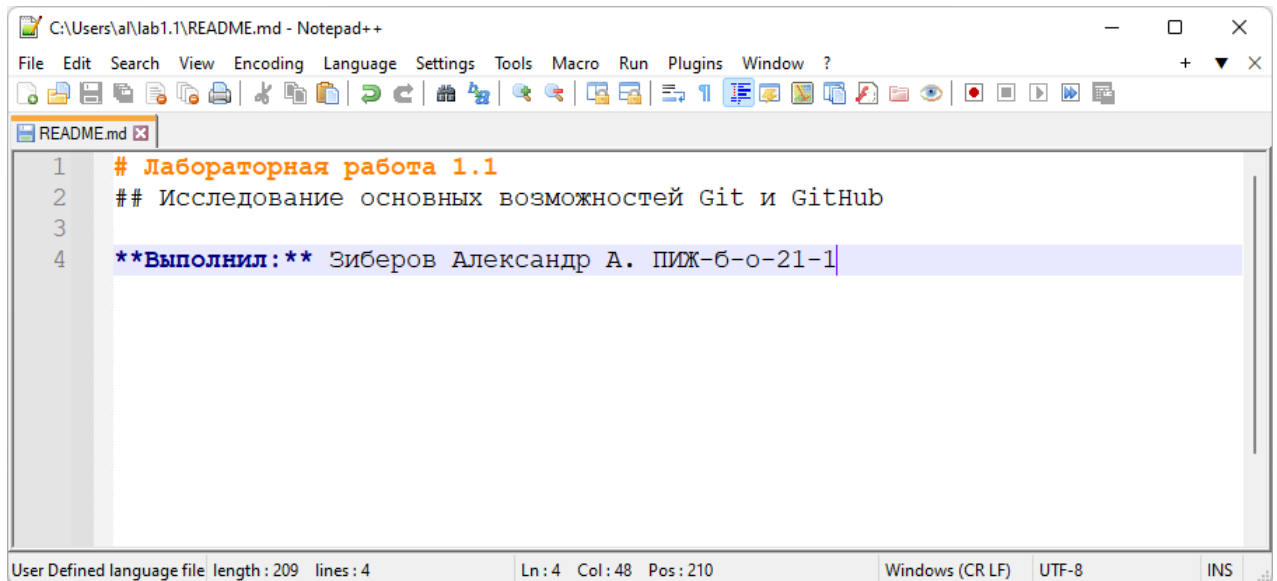 C:\Users\al\lab1.1\README.md - Notepad++
File Edit Search View Encoding Language Settings Tools Macro Run Plugins Window ?
README.md
1 # Лабораторная работа 1.1
2 ## Исследование основных возможностей Git и GitHub
3
4 **Выполнил:** Зиберов Александр А. ПИЖ-б-о-21-1
User Defined language file length : 209 lines : 4 Ln : 4 Col : 48 Pos : 210 Windows (CR LF) UTF-8 INS